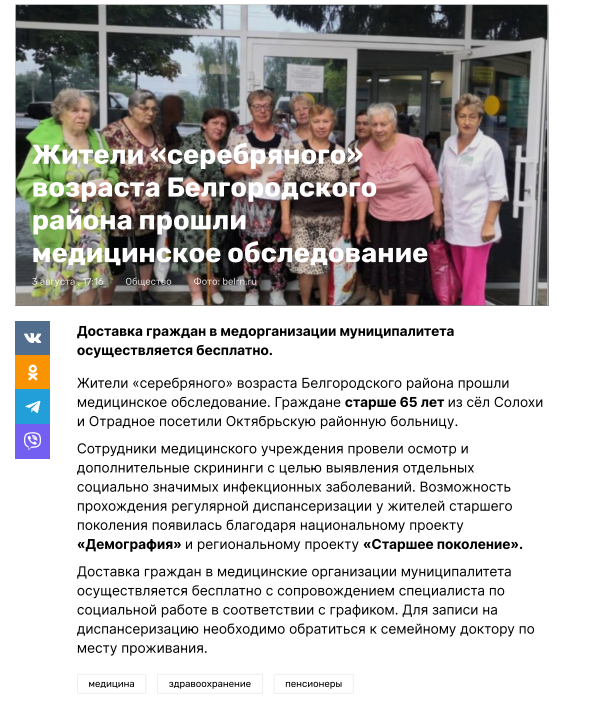 Жители «серебряного»
возраста Белгородского
района прошли
медицинское обследование
3 августа , 17:16 Общество Фото: belrn.ru
Доставка граждан в медорганизации муниципалитета
осуществляется бесплатно.
Жители «серебряного» возраста Белгородского района прошли
медицинское обследование. Граждане старше 65 лет из сёл Солохи
и Отрадное посетили Октябрьскую районную больницу.
Сотрудники медицинского учреждения провели осмотр и
дополнительные скрининги с целью выявления отдельных
социально значимых инфекционных заболеваний. Возможность
прохождения регулярной диспансеризации у жителей старшего
поколения появилась благодаря национальному проекту
«Демография» и региональному проекту «Старшее поколение».
Доставка граждан в медицинские организации муниципалитета
осуществляется бесплатно с сопровождением специалиста по
социальной работе в соответствии с графиком. Для записи на
диспансеризацию необходимо обратиться к семейному доктору по
месту проживания.
медицина здравоохранение пенсионеры